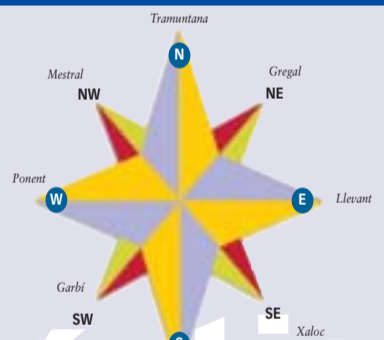 Tramuntana
N
Mestral
Gregal
NW
NE
Ponent
W
E
Llevant
Garbí
SW
SE
Xaloc